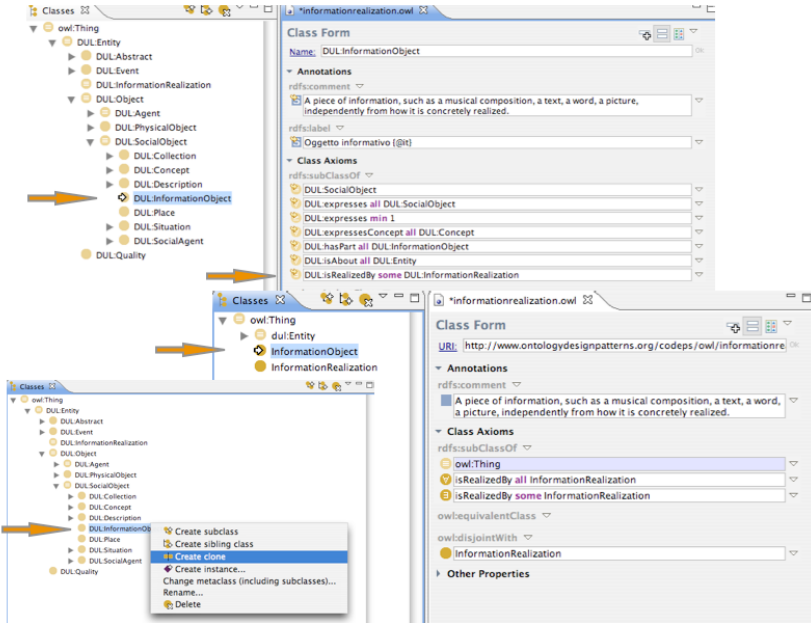 Classes
owl:Thing
DUL:Entity
DUL:Abstract
DUL:Event
DUL:InformationRealization
DUL:Object
DUL:Agent
DUL:PhysicalObject
DUL:SocialObject
DUL:Collection
DUL:Concept
DUL:Description
DUL:InformationObject
DUL:Place
DUL:Situation
DUL:SocialAgent
DUL:Quality
*informationrealization.owl
Class Form
Name: DUL:InformationObject Ok
Annotations
rdfs:comment
A piece of information, such as a musical composition, a text, a word, a picture,
independently from how it is concretely realized.
rdfs:label
Oggetto informativo {@it}
Class Axioms
rdfs:subClassOf
DUL:SocialObject
DUL:expresses all DUL:SocialObject
DUL:expresses min 1
DUL:expressesConcept all DUL:Concept
DUL:hasPart all DUL:InformationObject
DUL:isAbout all DUL:Entity
DUL:isRealizedBy some DUL:InformationRealization
Classes
owl:Thing
dul:Entity
InformationObject
InformationRealization
*informationrealization.owl
Class Form
URI: http://www.ontologydesignpatterns.org/codeps/owl/informationre Ok
Annotations
rdfs:comment
A piece of information, such as a musical composition, a text, a word,
a picture, independently from how it is concretely realized.
Class Axioms
rdfs:subClassOf
owl:Thing
isRealizedBy all InformationRealization
isRealizedBy some InformationRealization
owl:equivalentClass
owl:disjointWith
InformationRealization
Other Properties
Classes
owl:Thing
DUL:Entity
DUL:Abstract
DUL:Event
DUL:InformationRealization
DUL:Object
DUL:Agent
DUL:PhysicalObject
DUL:SocialObject
DUL:Collection
DUL:Concept
DUL:Description
DUL:InformationOb
DUL:Place
DUL:Situation
DUL:SocialAgent
DUL:Quality
Create subclass
Create sibling class
Create clone
Create instance...
Change metaclass (including subclasses)...
Rename...
Delete